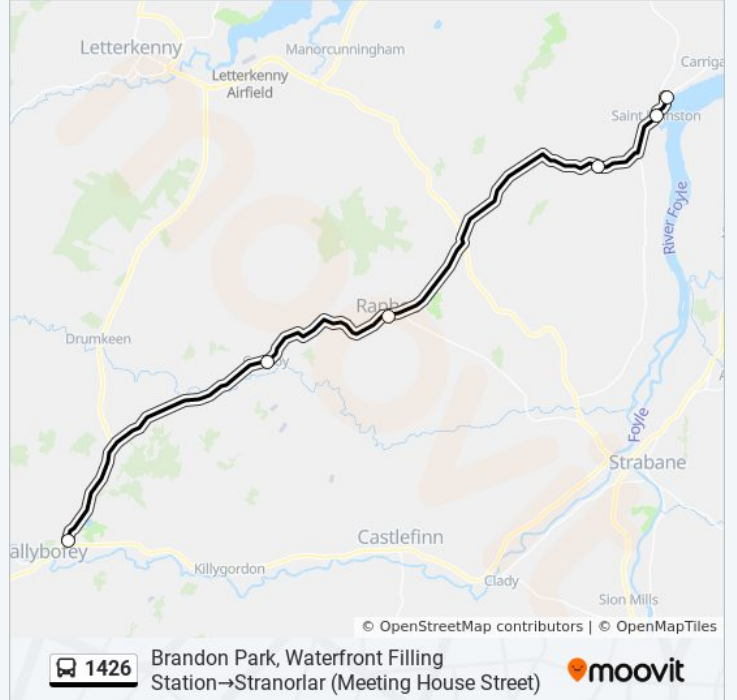 Letterkenny
Manorcunningham
Carriga
Letterkenny
Airfield
Saint Johnston
River Foyle
Raph
Drumkeen
Foyle
Strabane
allybofey
Castlefinn
Killygordon
Clady
Sion Mills
© OpenStreetMap contributors | © OpenMapTiles
1426
Brandon Park, Waterfront Filling
Station→Stranorlar (Meeting House Street)
moovit